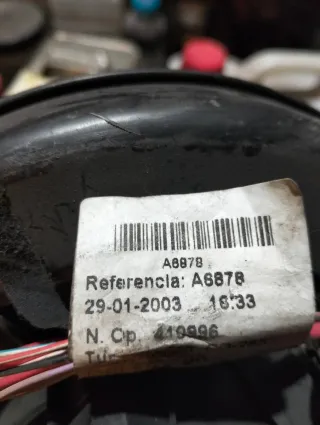 A6878
Referencia: A6878
29-01-2003 16:33
N. Op. 419996